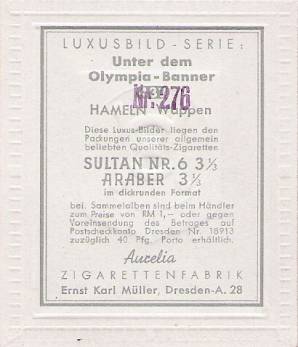 LUXUSBILD - SERIE:
Unter dem
Olympia-Banner
Nr. 276
HAMELN Wappen
Diese Luxus-Bilder liegen den
Packungen unserer allgemein
beliebten Qualitäts-Zigaretten.
SULTAN NR. 6 3⅓
ARABER 3⅓
im dickrunden Format
bei. Sammelalben sind beim Händler
zum Preise von RM 1,– oder gegen
Voreinsendung des Betrages auf
Postscheckkonto Dresden Nr. 18913
zuzüglich 40 Pfg. Porto erhältlich.
Aurelia
ZIGARETTENFABRIK
Ernst Karl Müller, Dresden-A. 28